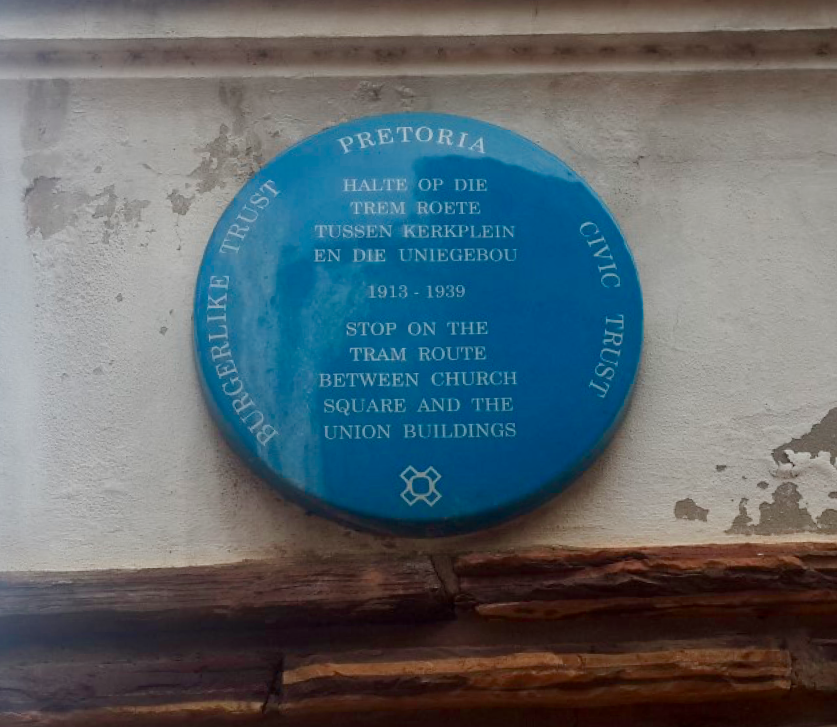 PRETORIA
BURGERLIKE TRUST
CIVIC TRUST
HALTE OP DIE
TREM ROETE
TUSSEN KERKPLEIN
EN DIE UNIEGEBOU
1913 - 1939
STOP ON THE
TRAM ROUTE
BETWEEN CHURCH
SQUARE AND THE
UNION BUILDINGS